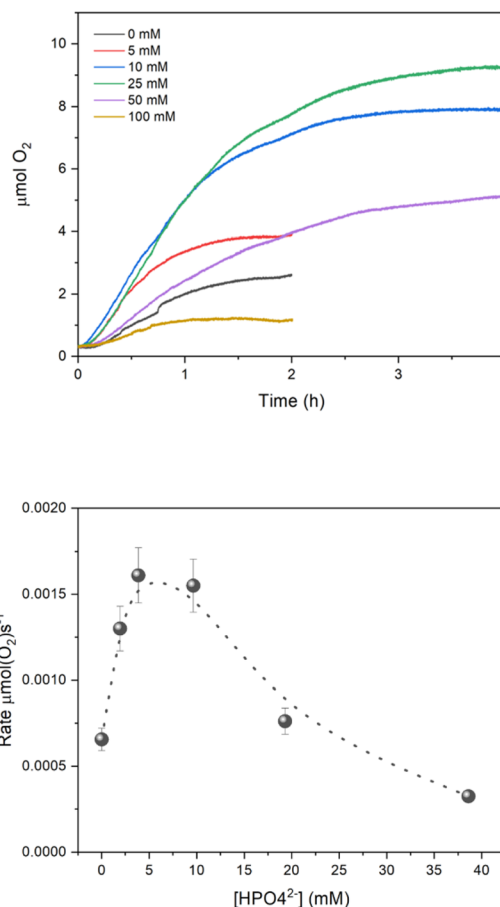 10
8
6
4
2
0
μmol O2
0 mM
5 mM
10 mM
25 mM
50 mM
100 mM
0 1 2 3
Time (h)
0.0020
0.0015
0.0010
0.0005
0.0000
Rate μmol(O2)s-1
0 5 10 15 20 25 30 35 40
[HPO4²⁻] (mM)